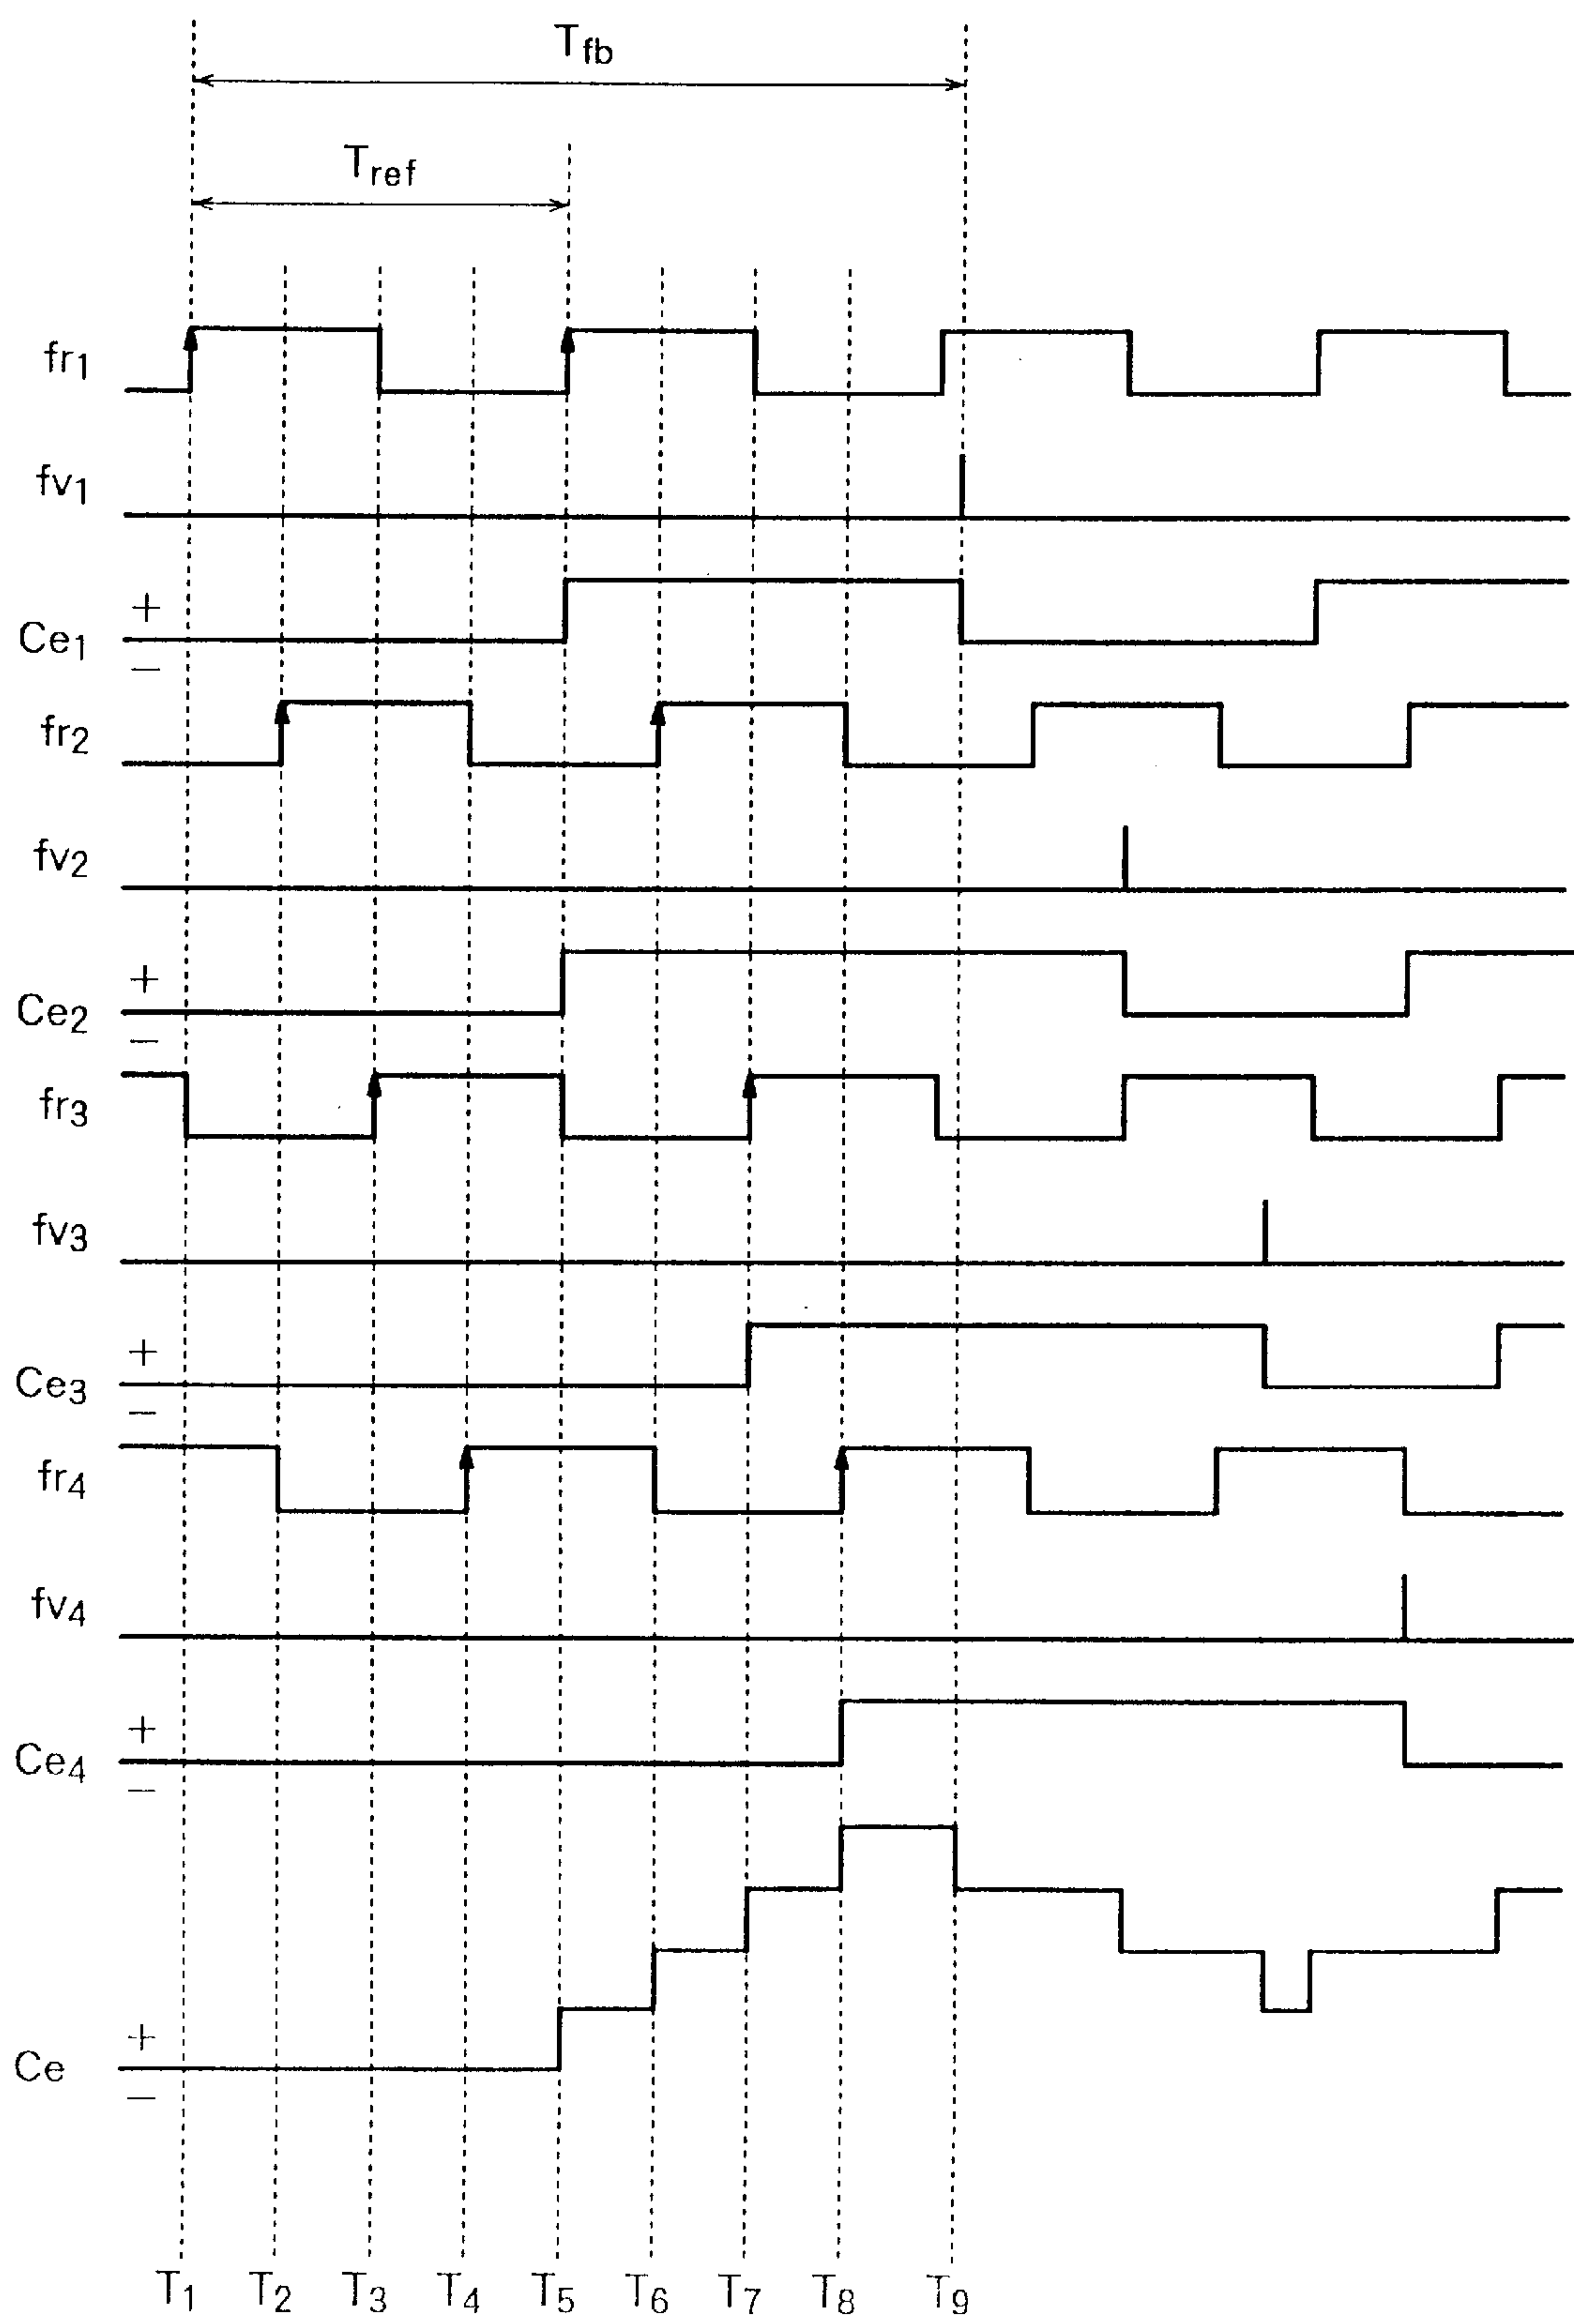 Tfb
Tref
fr1
fv1
+
Ce1
−
fr2
fv2
+
Ce2
−
fr3
fv3
+
Ce3
−
fr4
fv4
+
Ce4
−
+
Ce
−
T1 T2 T3 T4 T5 T6 T7 T8 T9